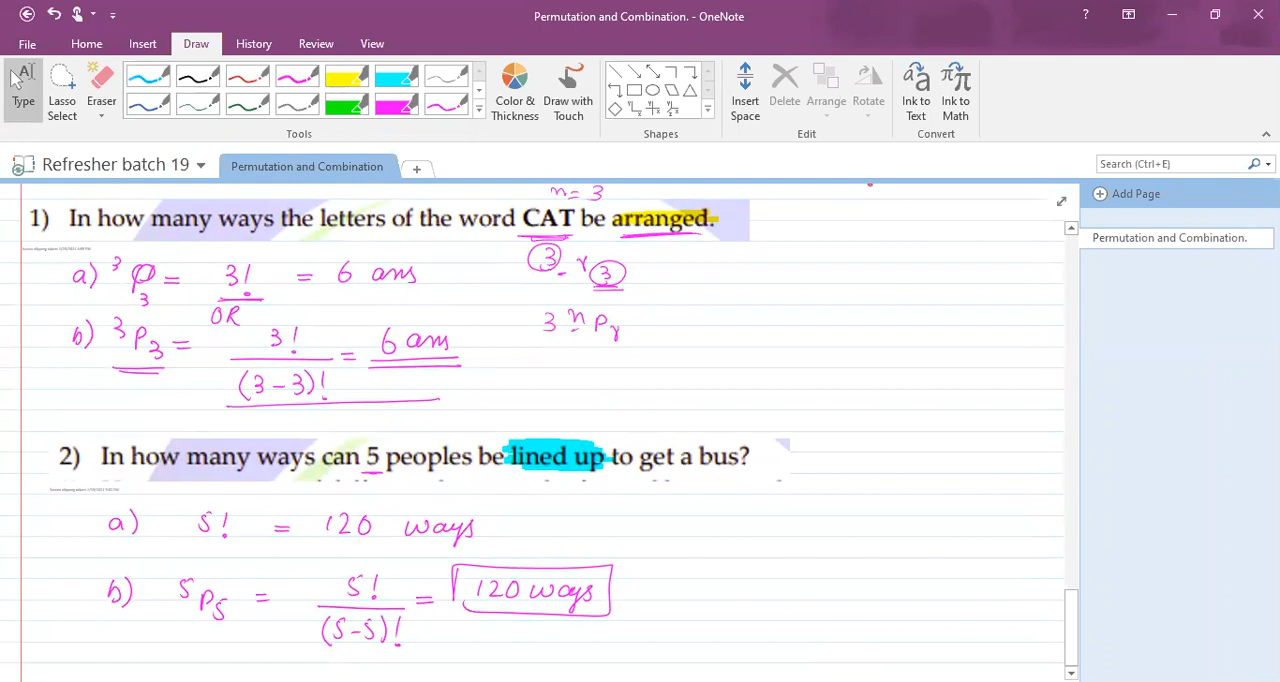 Permutation and Combination. - OneNote
File Home Insert Draw History Review View
Type Lasso Select Eraser Color & Thickness Draw with Touch Insert Space Delete Arrange Rotate Ink to Text Ink to Math
Tools Shapes Edit Convert
Refresher batch 19 Permutation and Combination Search (Ctrl+E)
Add Page
Permutation and Combination.
n = 3
1) In how many ways the letters of the word CAT be arranged.
3 r 3
a) 3! = 6 ans
OR
3 nPr
b) 3P3 = 3! / (3-3)! = 6 ans
2) In how many ways can 5 peoples be lined up to get a bus?
a) 5! = 120 ways
b) 5P5 = 5! / (5-5)! = 120 ways